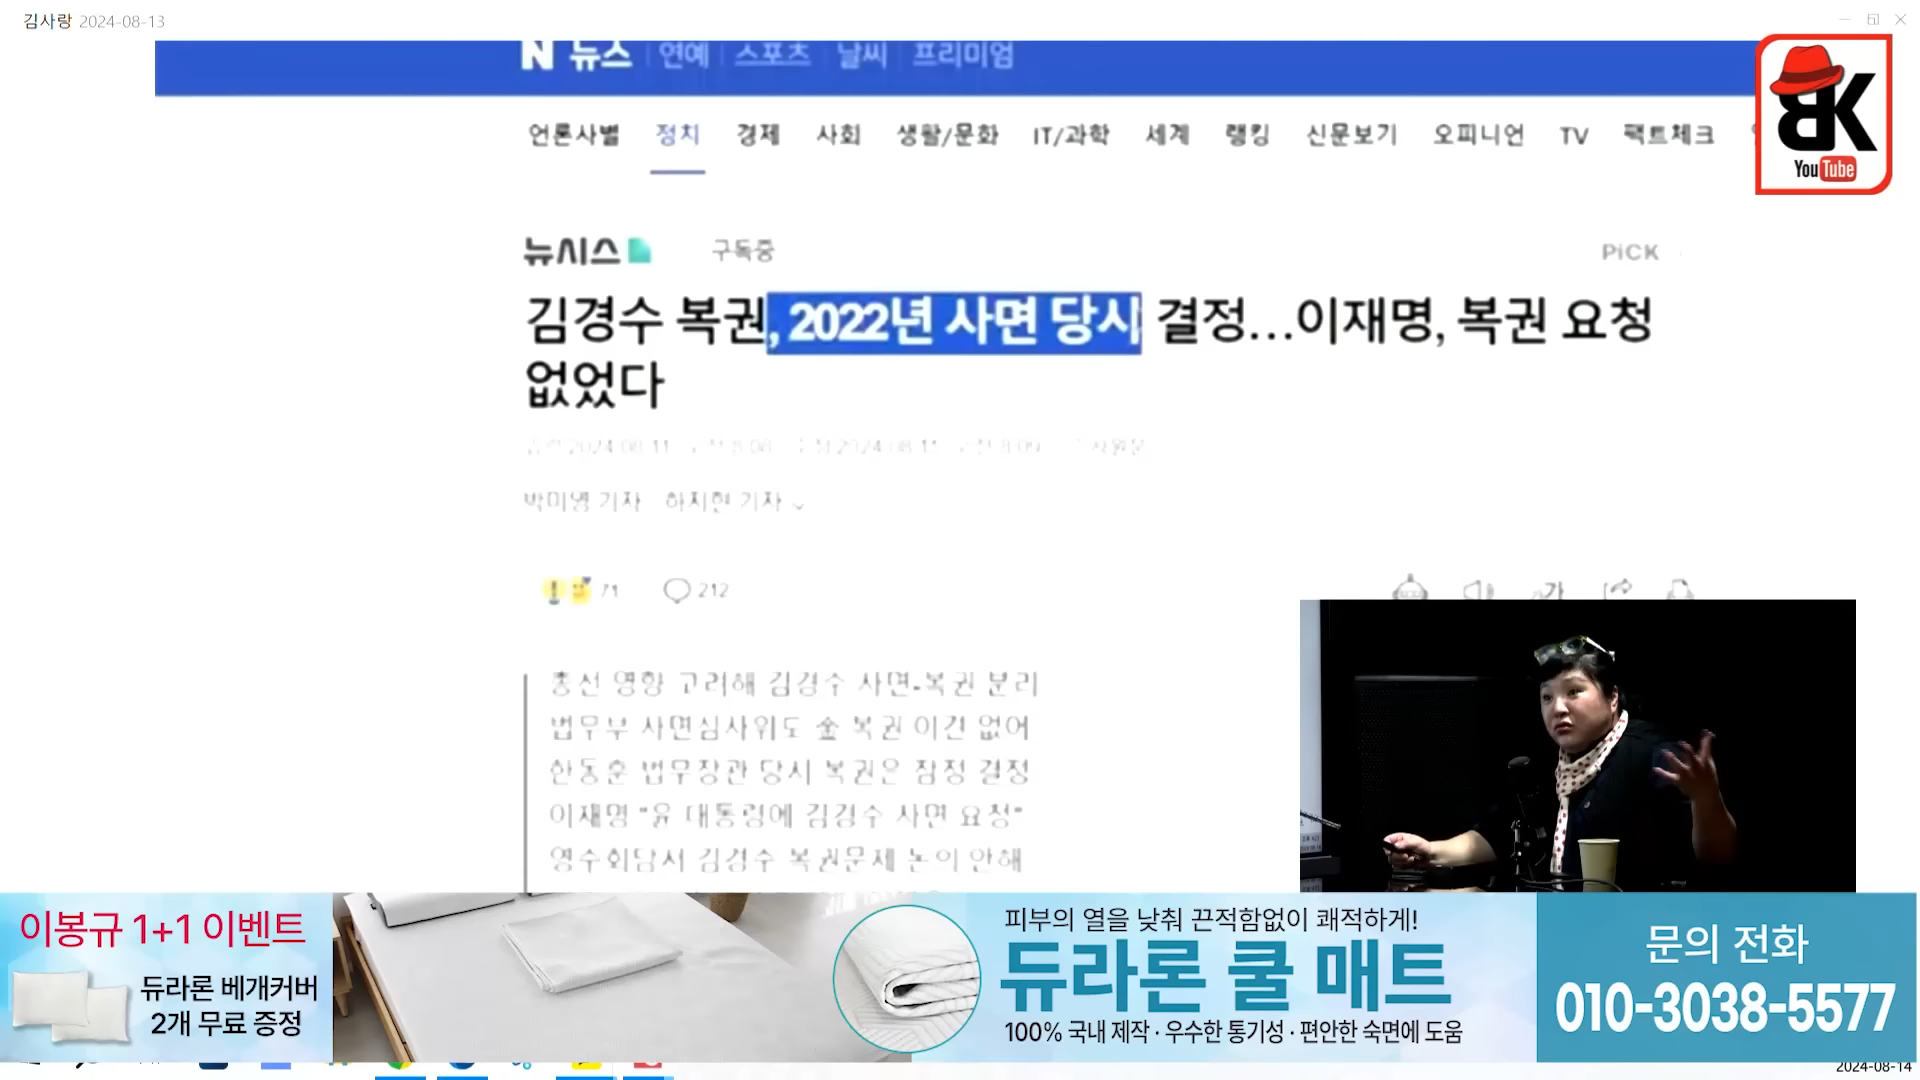 김사랑 2024-08-13
N 뉴스 연예 스포츠 날씨 프리미엄
언론사별 정치 경제 사회 생활/문화 IT/과학 세계 랭킹 신문보기 오피니언 TV 팩트체크
BK
YouTube
뉴시스 구독중 PiCK
김경수 복권, 2022년 사면 당시 결정…이재명, 복권 요청
없었다
박미영 기자 하지현 기자
71 212
총선 영향 고려해 김경수 사면-복권 분리
법무부 사면심사위도 金 복권 이견 없어
한동훈 법무장관 당시 복권은 잠정 결정
이재명 "윤 대통령에 김경수 사면 요청"
영수회담서 김경수 복권문제 논의 안해
이봉규 1+1 이벤트
듀라론 베개커버
2개 무료 증정
피부의 열을 낮춰 끈적함없이 쾌적하게!
듀라론 쿨 매트
100% 국내 제작 · 우수한 통기성 · 편안한 숙면에 도움
문의 전화
010-3038-5577
2024-08-14